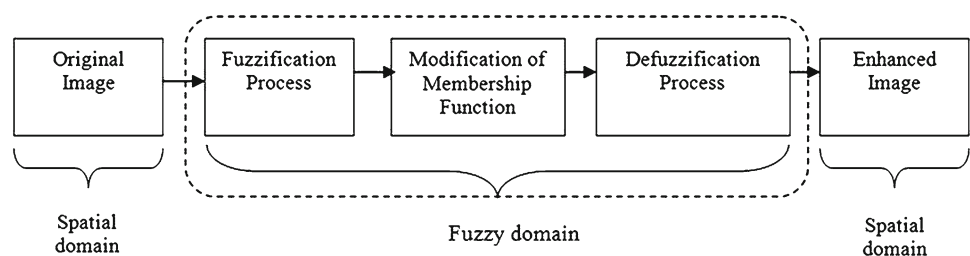 Original
Image
Fuzzification
Process
Modification of
Membership
Function
Defuzzification
Process
Enhanced
Image
Spatial
domain
Fuzzy domain
Spatial
domain